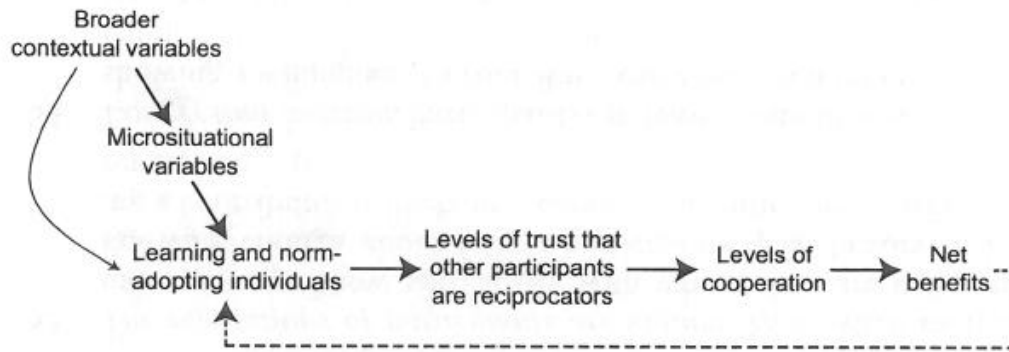 Broader
contextual variables
Microsituational
variables
Learning and norm-
adopting individuals
Levels of trust that
other participants
are reciprocators
Levels of
cooperation
Net
benefits